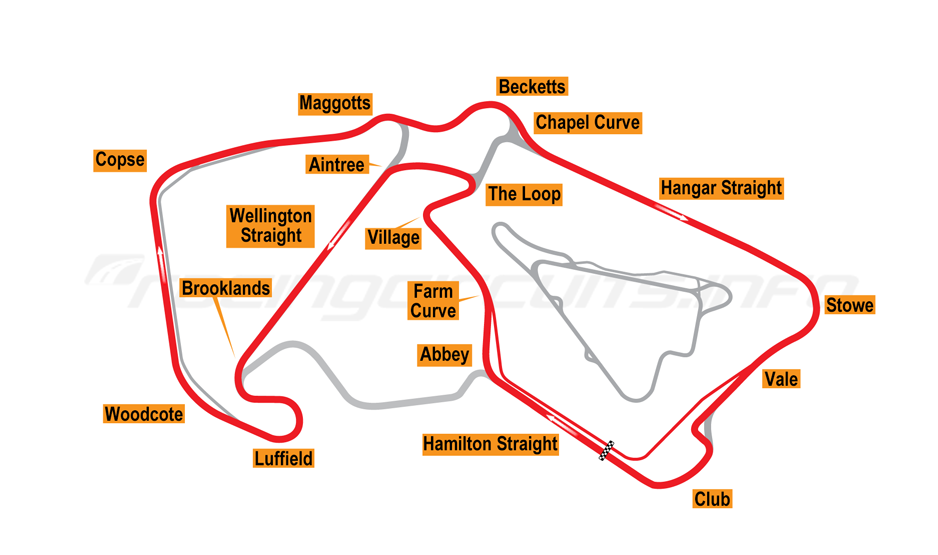 Becketts
Maggotts
Chapel Curve
Copse
Aintree
Hangar Straight
The Loop
Wellington
Straight
Village
racingcircuits.info
Brooklands
Farm
Curve
Stowe
Abbey
Vale
Woodcote
Hamilton Straight
Luffield
Club